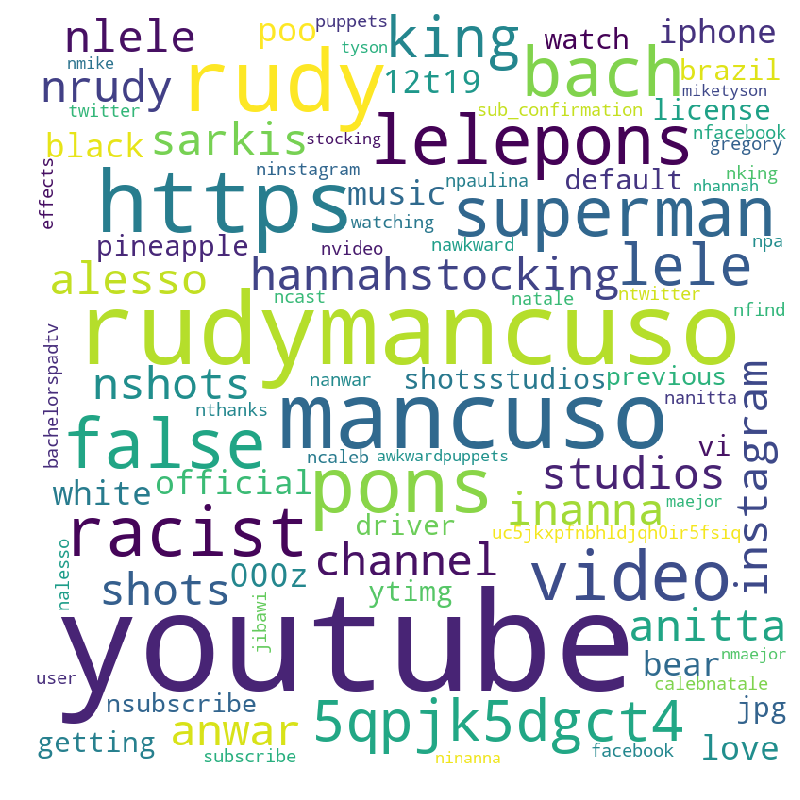 puppets
nlele
poo
king
iphone
tyson
watch
nmike
rudy
bach
brazil
nrudy
12t19
miketyson
twitter
sub_confirmation
license
black
sarkis
stocking
lelepons
nfacebook
gregory
effects
https
ninstagram
music
npaulina
default
nking
nhannah
superman
watching
pineapple
nvideo
nawkward
lele
npa
alesso
hannahstocking
ncast
natale
ntwitter
nfind
rudymancuso
bachelorspadtv
nshots
nanwar
shotsstudios
previous
nanitta
nthanks
mancuso
instagram
false
ncaleb
awkwardpuppets
vi
white
official
pons
studios
racist
inanna
maejor
driver
uc5jkxpfnbhldjqh0ir5fsiq
nalesso
shots
000z
channel
video
ytimg
jibawi
youtube
anitta
user
bear
nmaejor
nsubscribe
calebnatale
anwar
5qpjk5dgct4
jpg
getting
subscribe
facebook
love
ninanna